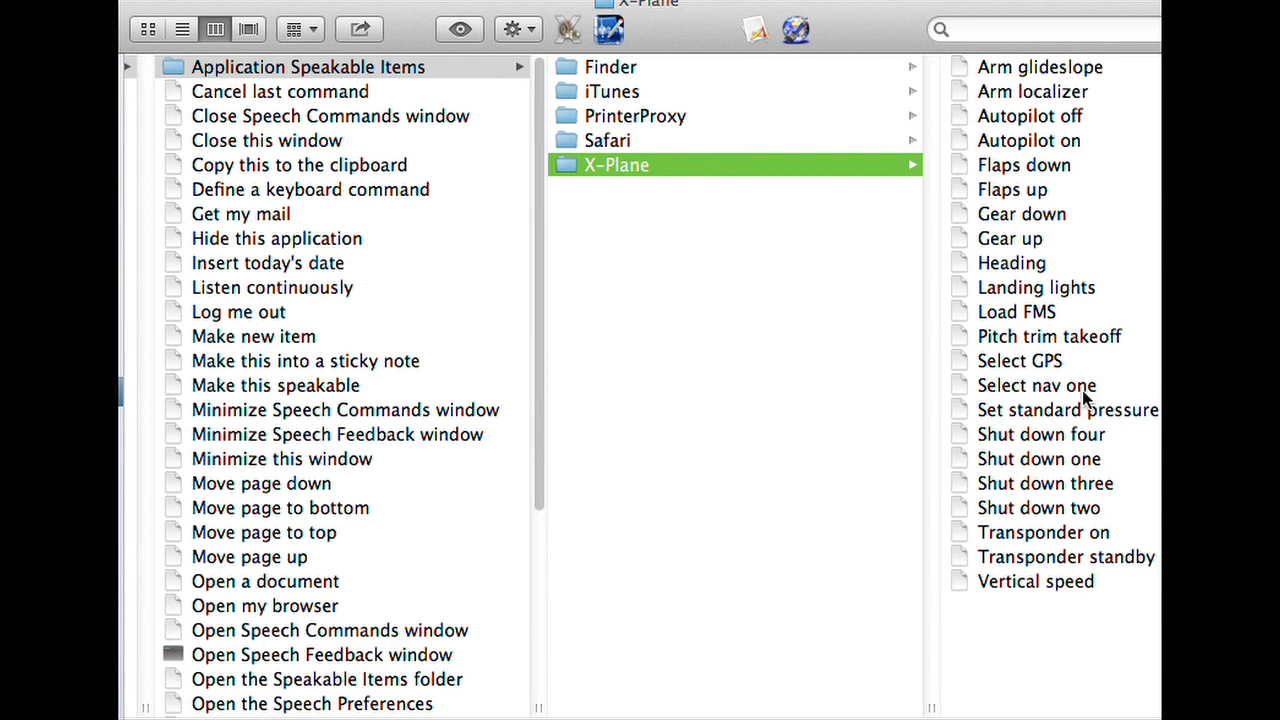 X-Plane
Application Speakable Items
Cancel last command
Close Speech Commands window
Close this window
Copy this to the clipboard
Define a keyboard command
Get my mail
Hide this application
Insert today's date
Listen continuously
Log me out
Make new item
Make this into a sticky note
Make this speakable
Minimize Speech Commands window
Minimize Speech Feedback window
Minimize this window
Move page down
Move page to bottom
Move page to top
Move page up
Open a document
Open my browser
Open Speech Commands window
Open Speech Feedback window
Open the Speakable Items folder
Open the Speech Preferences
Finder
iTunes
PrinterProxy
Safari
X-Plane
Arm glideslope
Arm localizer
Autopilot off
Autopilot on
Flaps down
Flaps up
Gear down
Gear up
Heading
Landing lights
Load FMS
Pitch trim takeoff
Select GPS
Select nav one
Set standard pressure
Shut down four
Shut down one
Shut down three
Shut down two
Transponder on
Transponder standby
Vertical speed